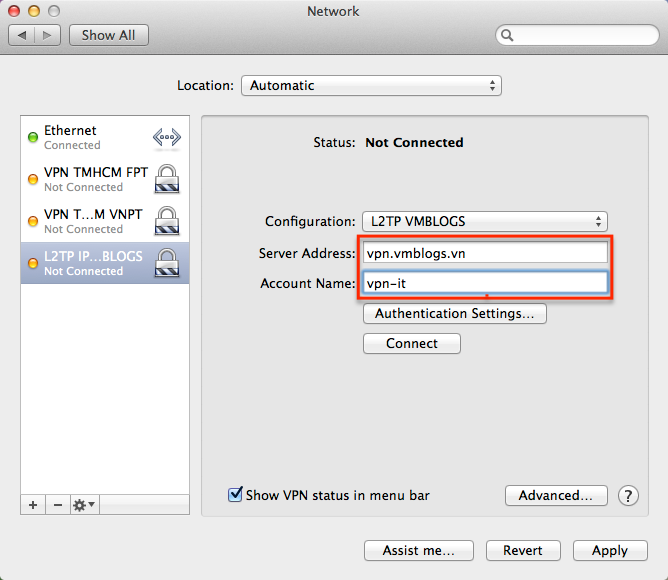 Network
Show All
Location: Automatic
Ethernet
Connected
VPN TMHCM FPT
Not Connected
VPN T...M VNPT
Not Connected
L2TP IP...BLOGS
Not Connected
Status: Not Connected
Configuration: L2TP VMBLOGS
Server Address: vpn.vmblogs.vn
Account Name: vpn-it
Authentication Settings...
Connect
Show VPN status in menu bar
Advanced...
?
Assist me...
Revert
Apply